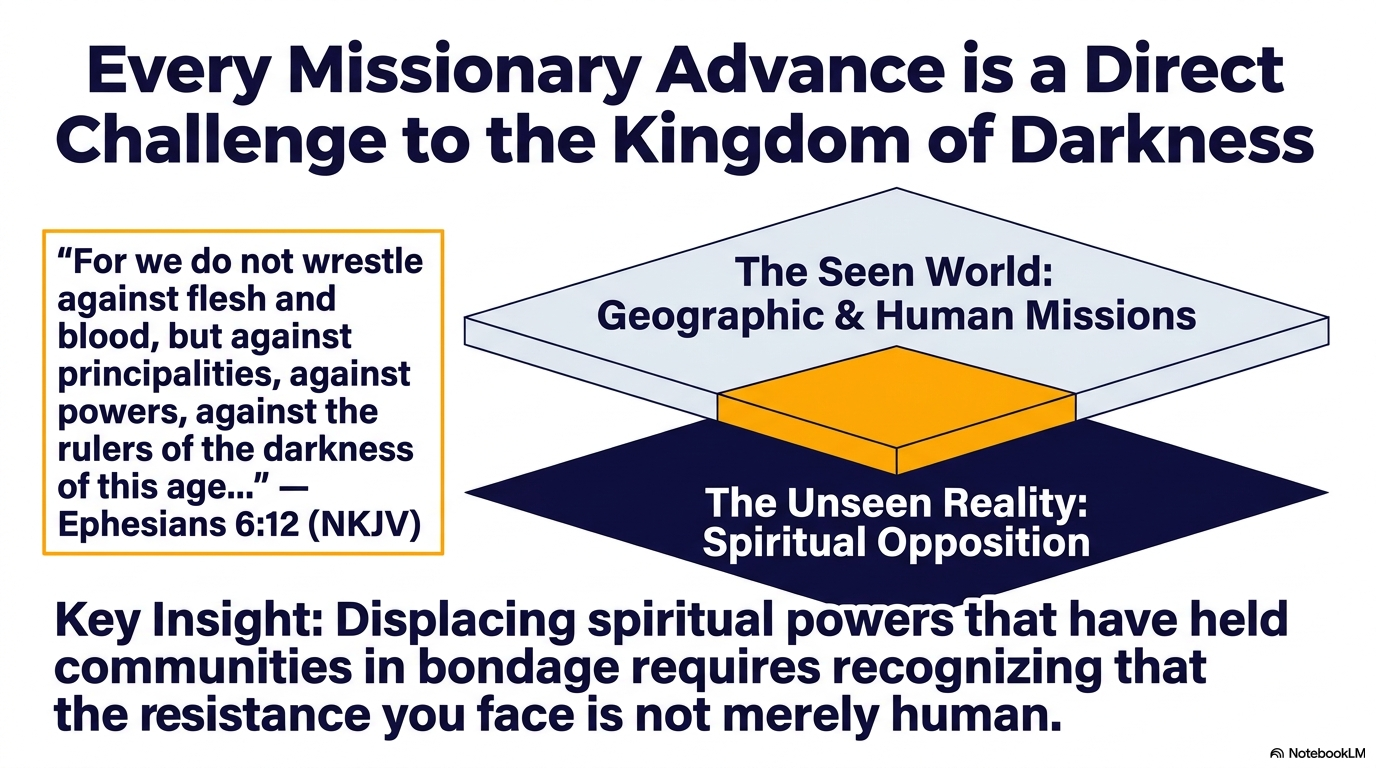 Every Missionary Advance is a Direct
Challenge to the Kingdom of Darkness
“For we do not wrestle
against flesh and
blood, but against
principalities, against
powers, against the
rulers of the darkness
of this age...” —
Ephesians 6:12 (NKJV)
The Seen World:
Geographic & Human Missions
The Unseen Reality:
Spiritual Opposition
Key Insight: Displacing spiritual powers that have held
communities in bondage requires recognizing that
the resistance you face is not merely human.
NotebookLM